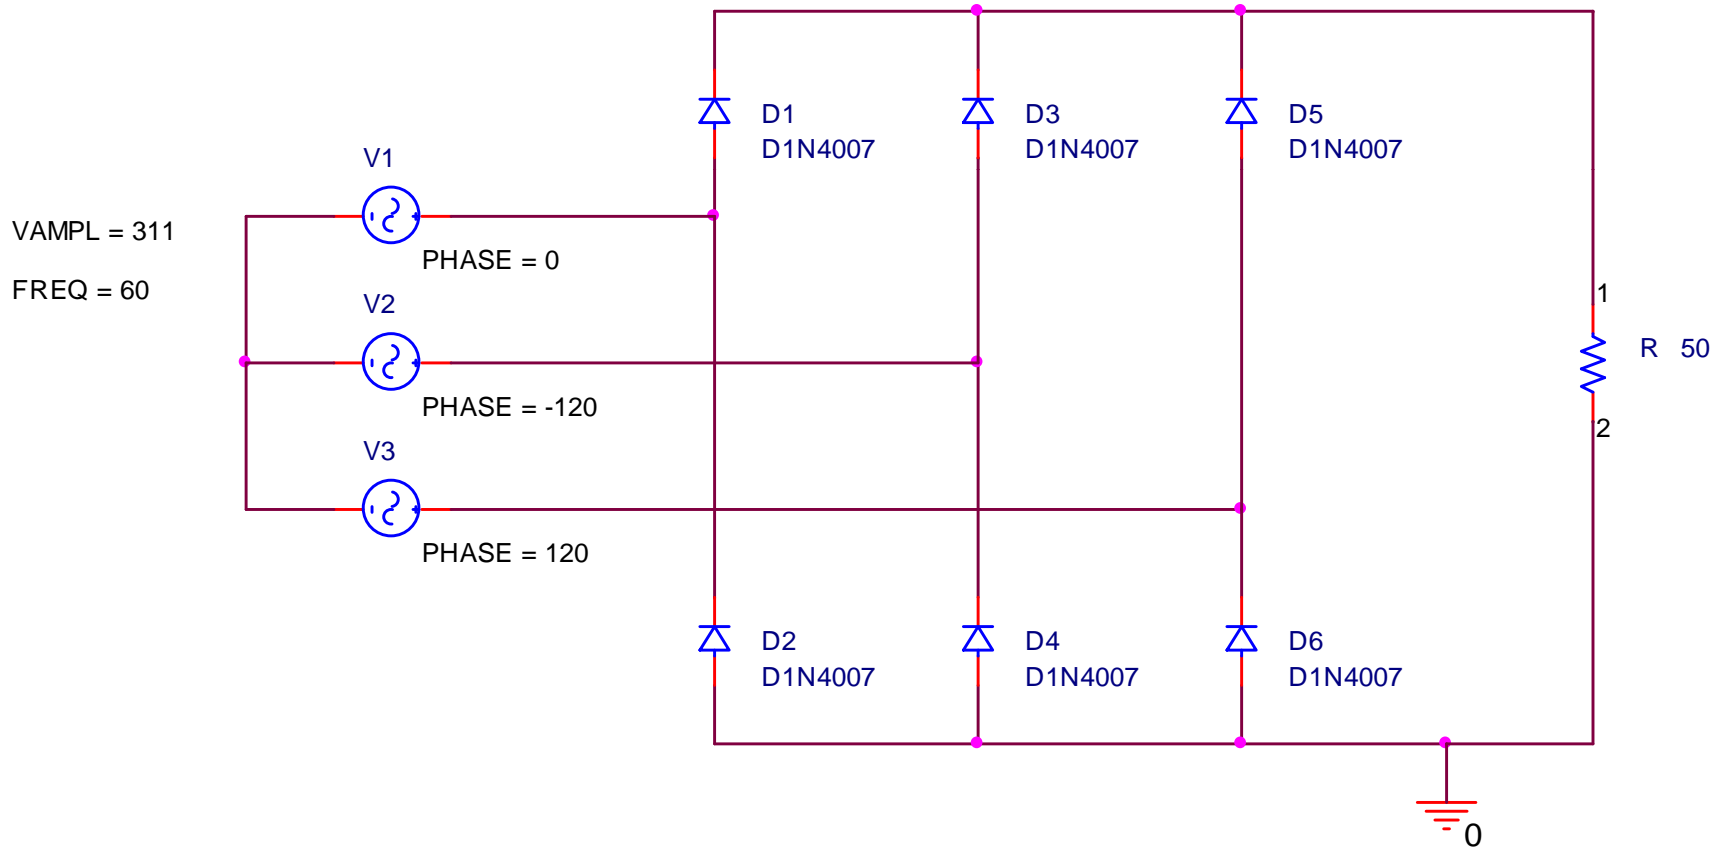 D1
D1N4007
D3
D1N4007
D5
D1N4007
V1
VAMPL = 311
PHASE = 0
FREQ = 60
V2
1
R 50
PHASE = -120
2
V3
PHASE = 120
D2
D1N4007
D4
D1N4007
D6
D1N4007
0